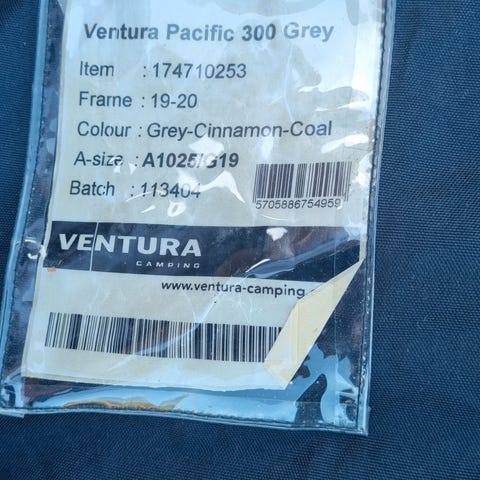 Ventura Pacific 300 Grey
Item : 174710253
Frame : 19-20
Colour : Grey-Cinnamon-Coal
A-size : A1025/G19
Batch : 113404
5705886754959
VENTURA
CAMPING
www.ventura-camping.